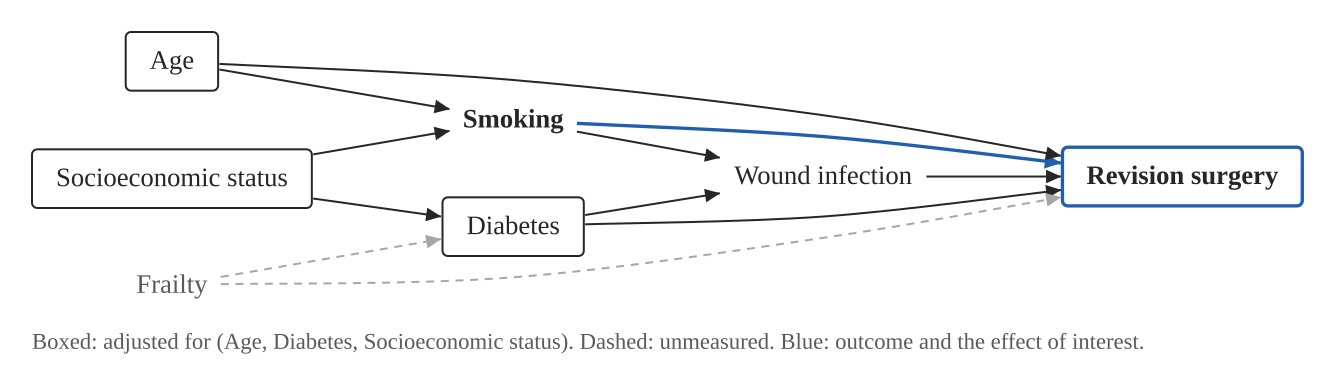 Age
Smoking
Socioeconomic status
Wound infection
Revision surgery
Diabetes
Frailty
Boxed: adjusted for (Age, Diabetes, Socioeconomic status). Dashed: unmeasured. Blue: outcome and the effect of interest.